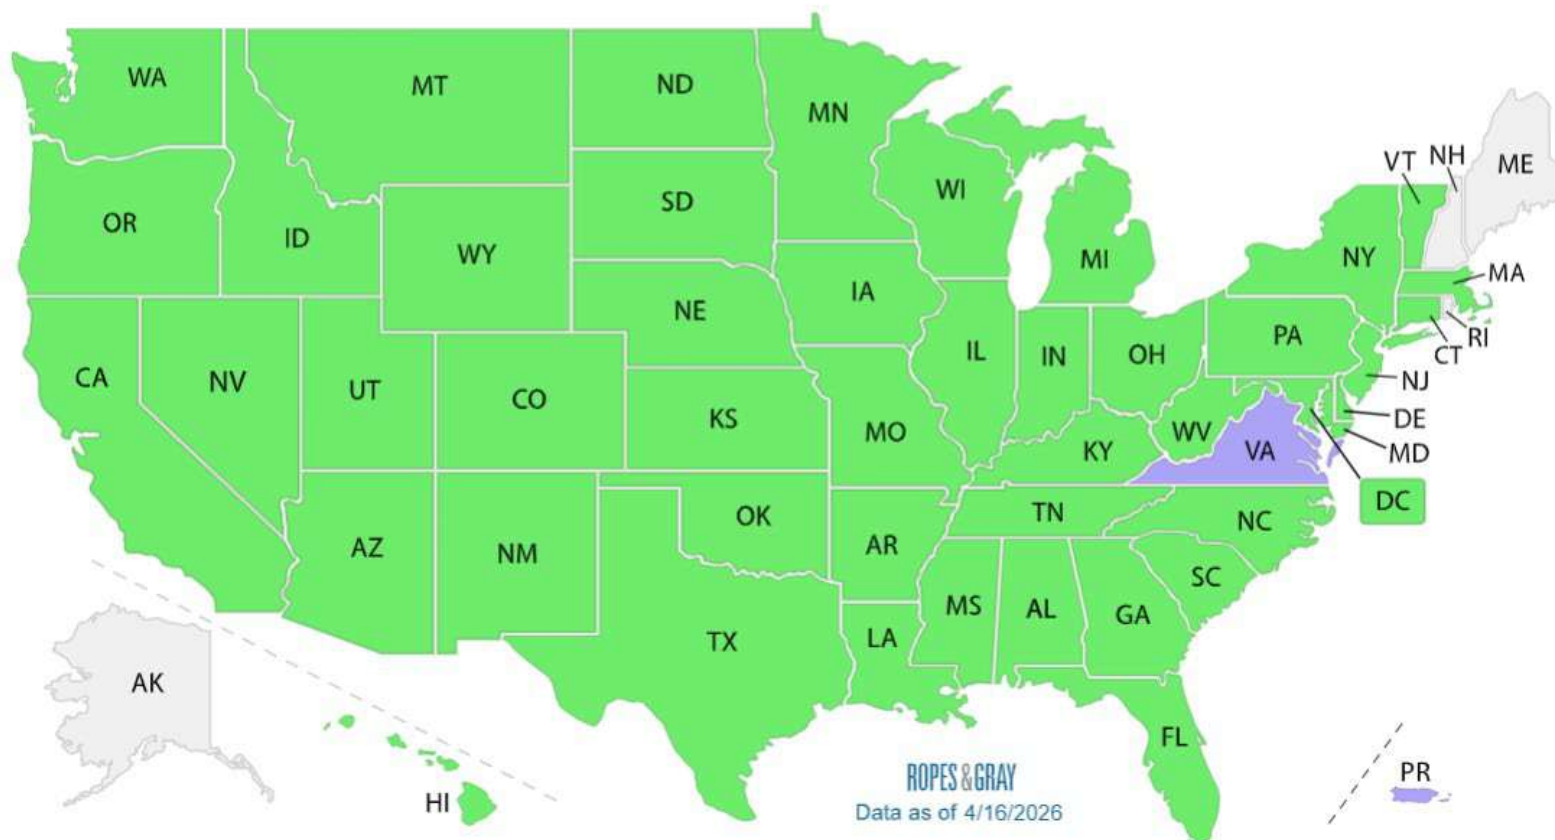 WA
MT
ND
MN
VT
NH
ME
OR
ID
WY
SD
WI
MI
NY
MA
NE
IA
RI
CT
CA
NV
UT
CO
KS
MO
IL
IN
OH
PA
NJ
DE
MD
KY
WV
VA
DC
AZ
NM
OK
AR
TN
NC
SC
TX
LA
MS
AL
GA
AK
HI
FL
PR
ROPES&GRAY
Data as of 4/16/2026